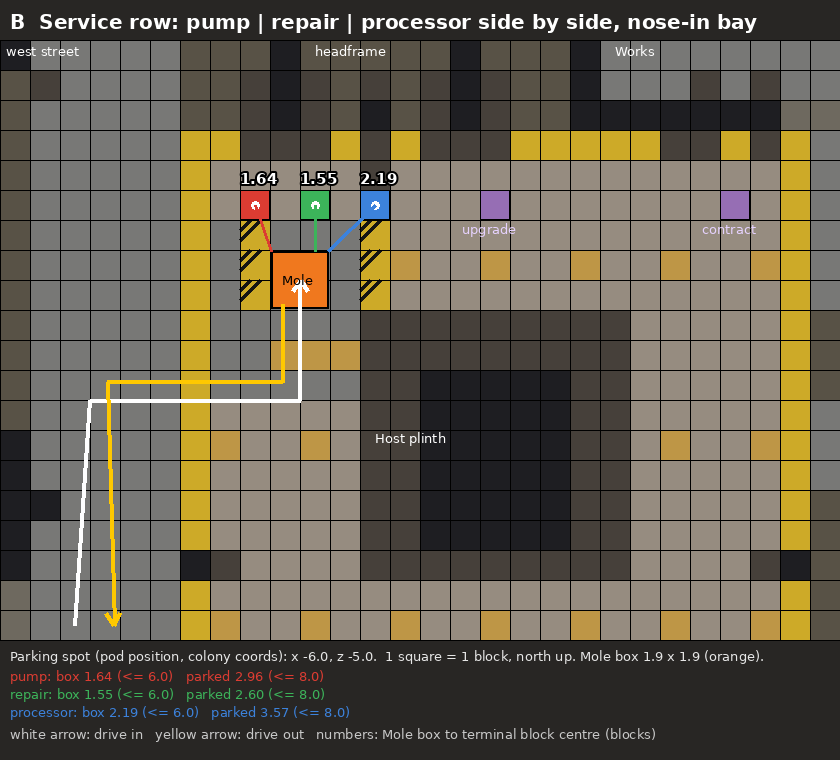 B Service row: pump | repair | processor side by side, nose-in bay
west street
headframe
Works
1.64
1.55
2.19
upgrade
contract
Mole
Host plinth
Parking spot (pod position, colony coords): x -6.0, z -5.0. 1 square = 1 block, north up. Mole box 1.9 x 1.9 (orange).
pump: box 1.64 (<= 6.0) parked 2.96 (<= 8.0)
repair: box 1.55 (<= 6.0) parked 2.60 (<= 8.0)
processor: box 2.19 (<= 6.0) parked 3.57 (<= 8.0)
white arrow: drive in yellow arrow: drive out numbers: Mole box to terminal block centre (blocks)